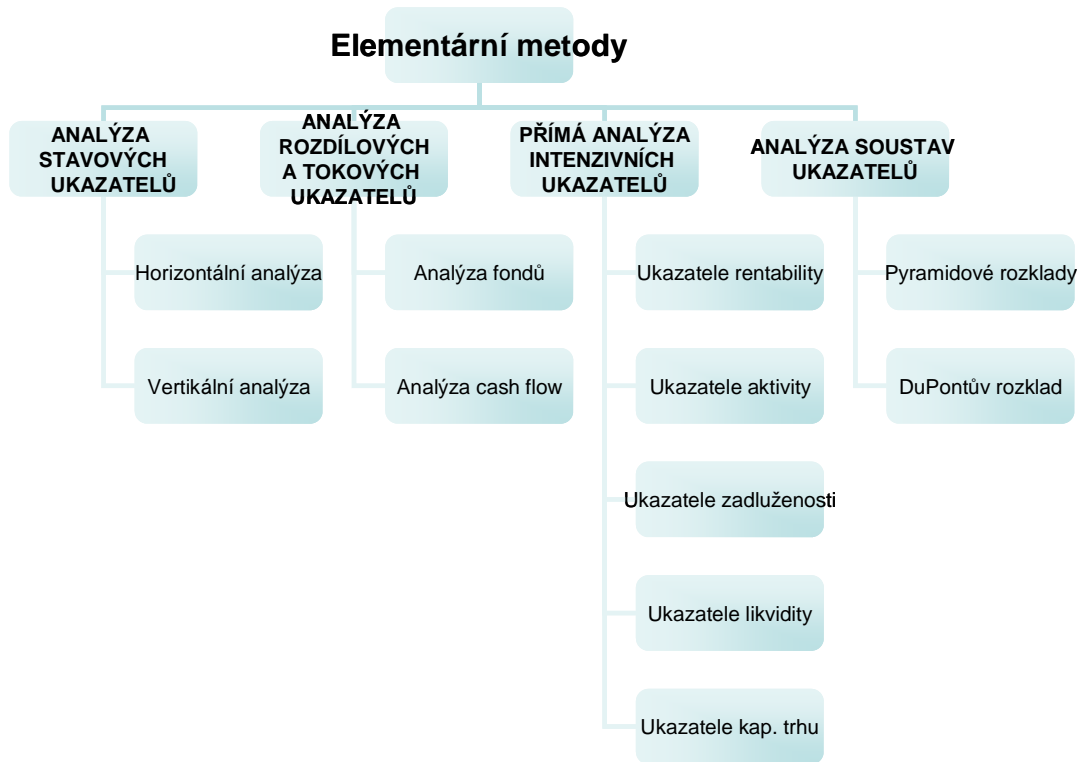 Elementární metody
ANALÝZA
STAVOVÝCH
UKAZATELŮ
ANALÝZA
ROZDÍLOVÝCH
A TOKOVÝCH
UKAZATELŮ
PŘÍMÁ ANALÝZA
INTENZIVNÍCH
UKAZATELŮ
ANALÝZA SOUSTAV
UKAZATELŮ
Horizontální analýza
Vertikální analýza
Analýza fondů
Analýza cash flow
Ukazatele rentability
Ukazatele aktivity
Ukazatele zadluženosti
Ukazatele likvidity
Ukazatele kap. trhu
Pyramidové rozklady
DuPontův rozklad